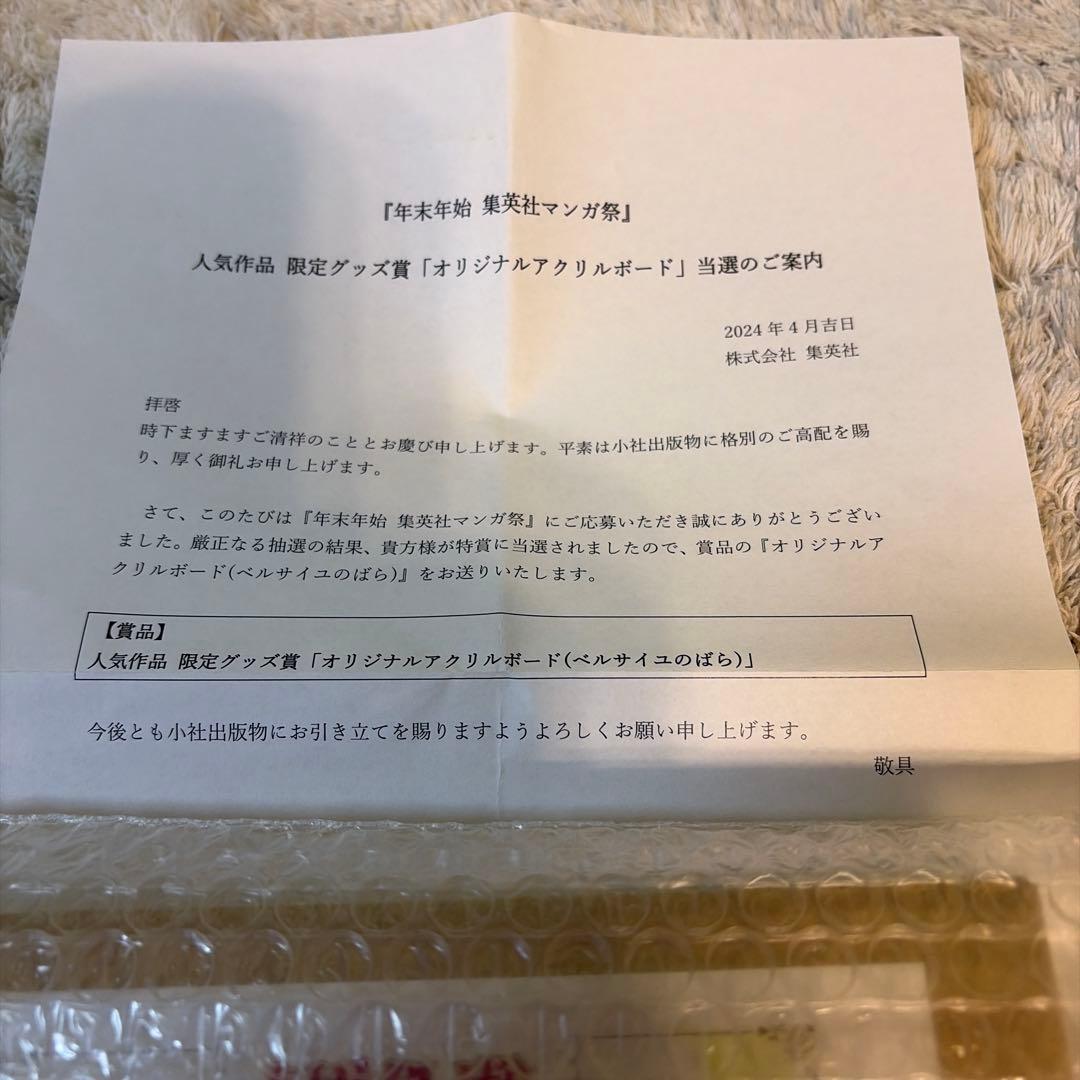 『年末年始 集英社マンガ祭』
人気作品 限定グッズ賞「オリジナルアクリルボード」当選のご案内
2024年4月吉日
株式会社 集英社
拝啓
時下ますますご清祥のこととお慶び申し上げます。平素は小社出版物に格別のご高配を賜
り、厚く御礼お申し上げます。
さて、このたびは『年末年始 集英社マンガ祭』にご応募いただき誠にありがとうござい
ました。厳正なる抽選の結果、貴方様が特賞に当選されましたので、賞品の『オリジナルア
クリルボード(ベルサイユのばら)』をお送りいたします。
【賞品】
人気作品 限定グッズ賞「オリジナルアクリルボード(ベルサイユのばら)」
今後とも小社出版物にお引き立てを賜りますようよろしくお願い申し上げます。
敬具